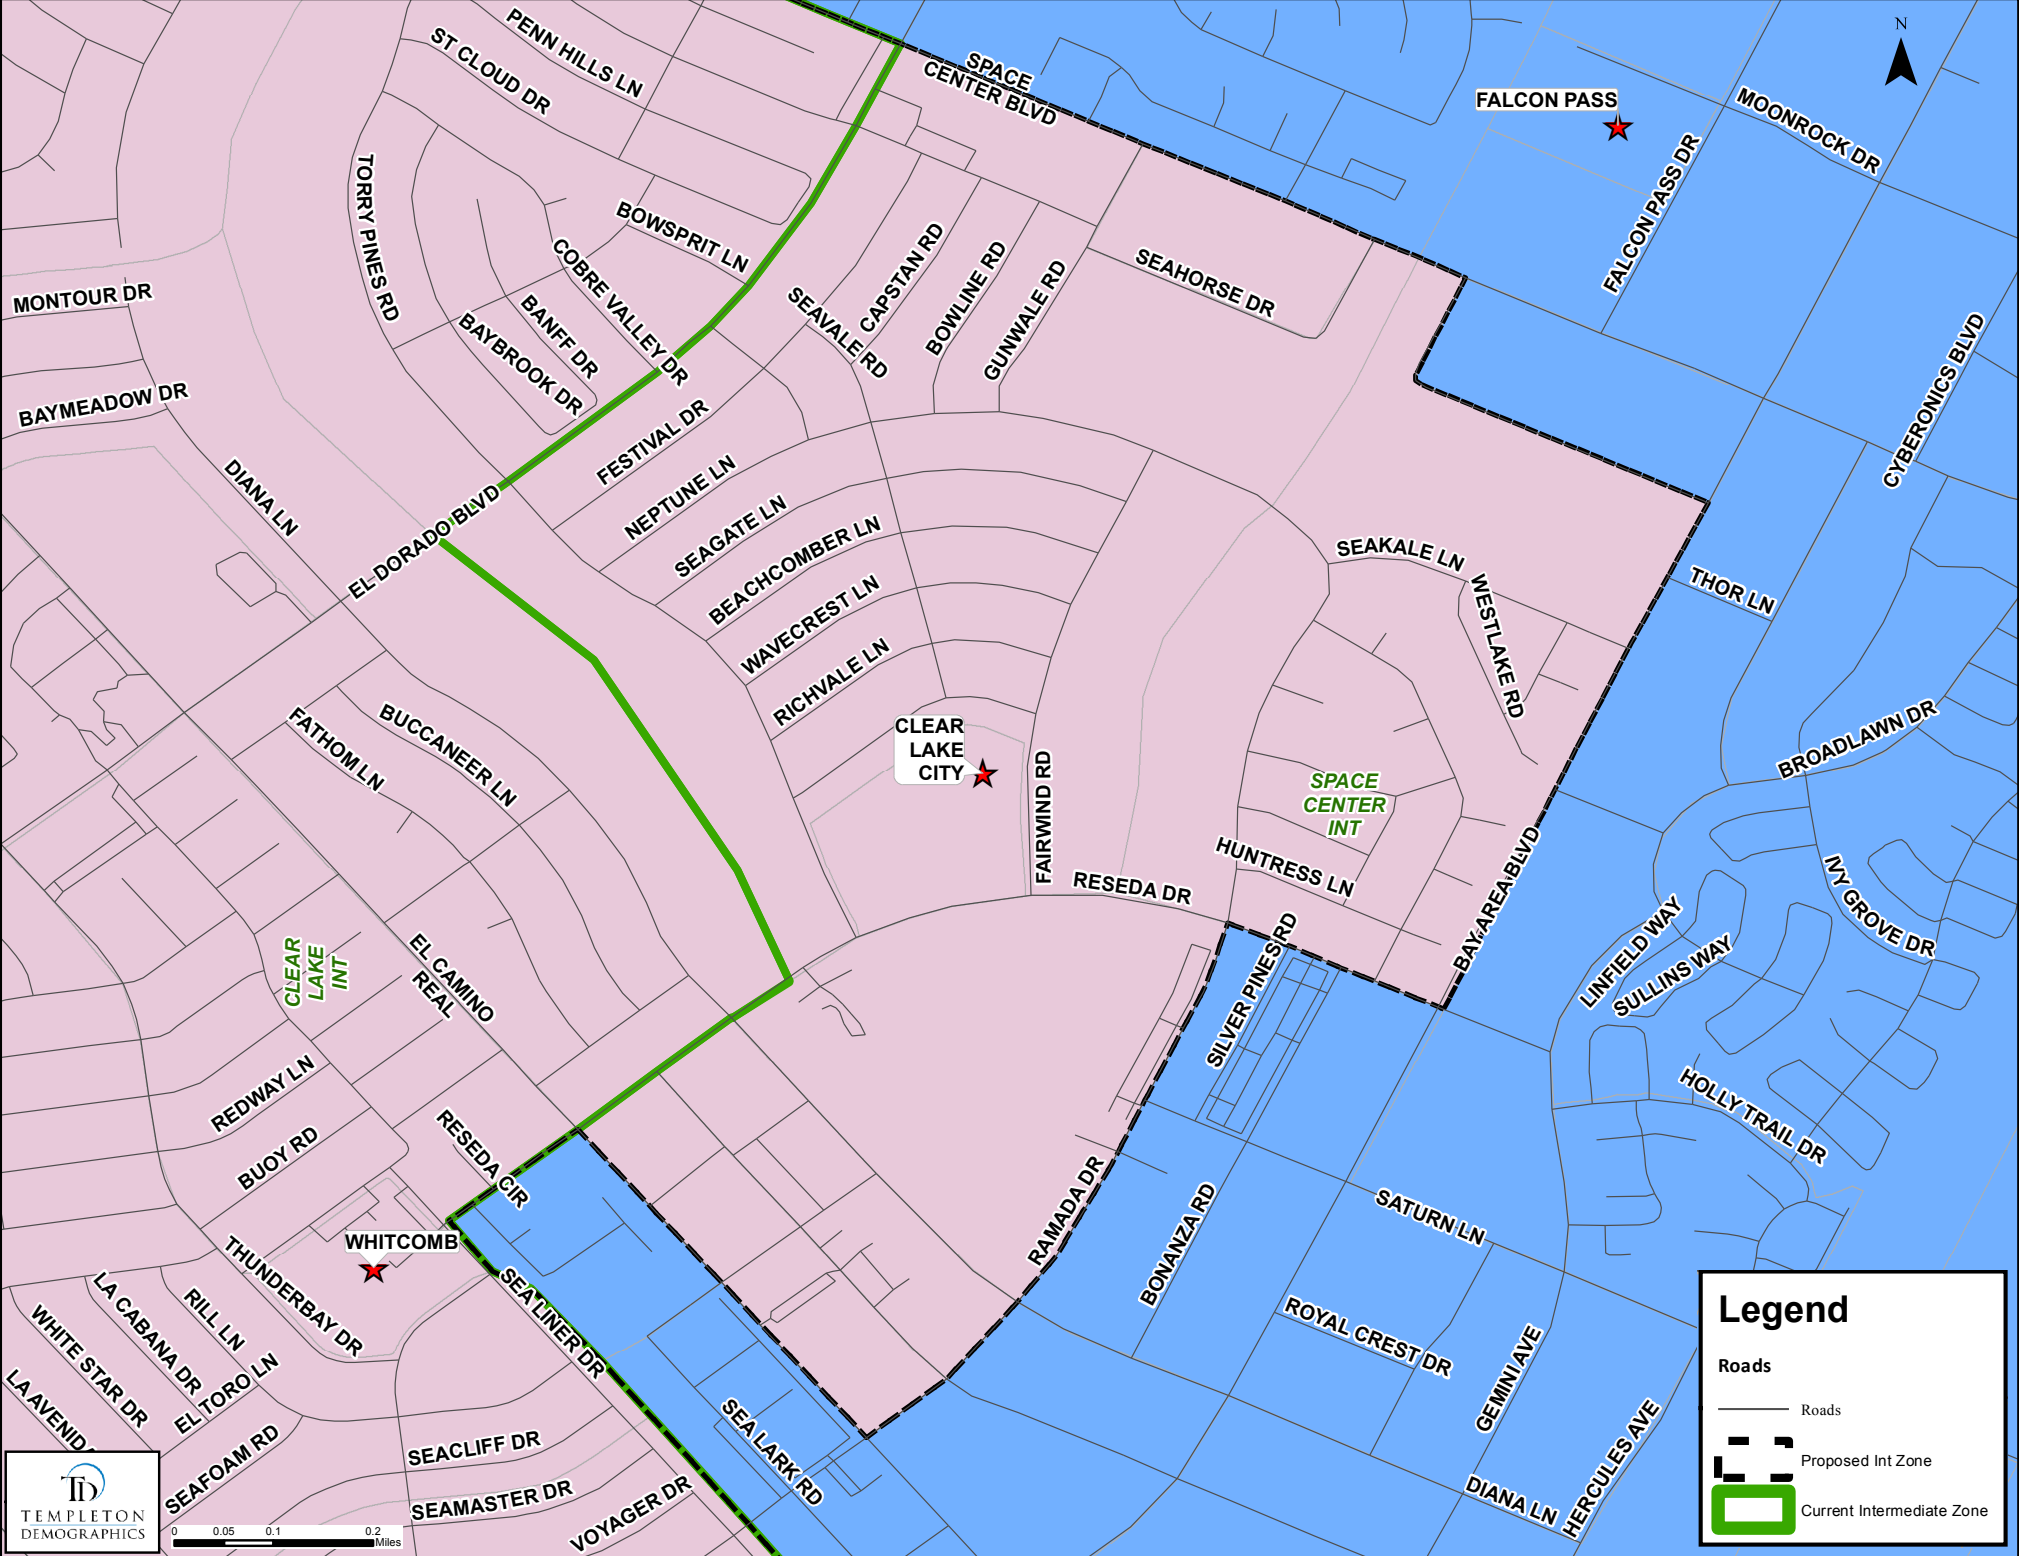 N
PENN HILLS LN
ST CLOUD DR
SPACE
CENTER BLVD
FALCON PASS
MOONROCK DR
FALCON PASS DR
TORRY PINES RD
BOWSPRIT LN
COBRE VALLEY DR
BANFF DR
BAYBROOK DR
CAPSTAN RD
BOWLINE RD
GUNWALE RD
SEAVALE RD
SEAHORSE DR
MONTOUR DR
BAYMEADOW DR
CYBERONICS BLVD
DIANA LN
EL DORADO BLVD
FESTIVAL DR
NEPTUNE LN
SEAGATE LN
BEACHCOMBER LN
WAVECREST LN
RICHVALE LN
SEAKALE LN
WESTLAKE RD
THOR LN
BROADLAWN DR
FATHOM LN
BUCCANEER LN
CLEAR
LAKE
CITY
FAIRWIND RD
SPACE
CENTER
INT
HUNTRESS LN
RESEDA DR
BAY AREA BLVD
IVY GROVE DR
LINFIELD WAY
SULLINS WAY
CLEAR
LAKE
INT
EL CAMINO
REAL
SILVER PINES RD
HOLLY TRAIL DR
REDWAY LN
BUOY RD
RESEDA CIR
WHITCOMB
RAMADA DR
BONANZA RD
SATURN LN
ROYAL CREST DR
GEMINI AVE
HERCULES AVE
DIANA LN
THUNDERBAY DR
SEA LINER DR
SEA LARK RD
LA CABANA DR
RILL LN
WHITE STAR DR
EL TORO LN
SEAFOAM RD
SEACLIFF DR
SEAMASTER DR
VOYAGER DR
Legend
Roads
Roads
Proposed Int Zone
Current Intermediate Zone
TD
TEMPLETON
DEMOGRAPHICS
0 0.05 0.1 0.2
Miles